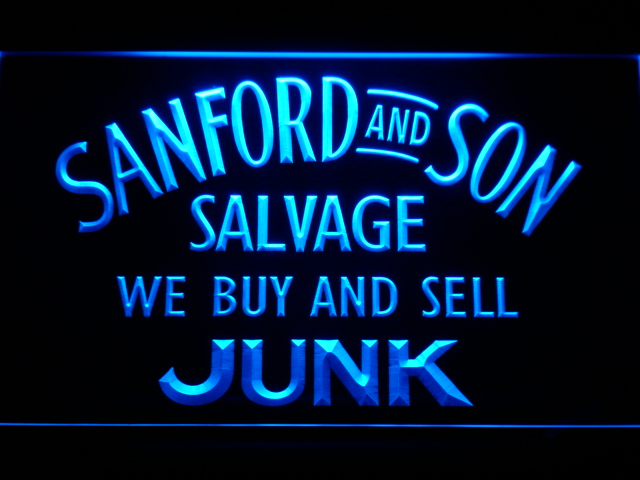 SANFORD AND SON
SALVAGE
WE BUY AND SELL
JUNK